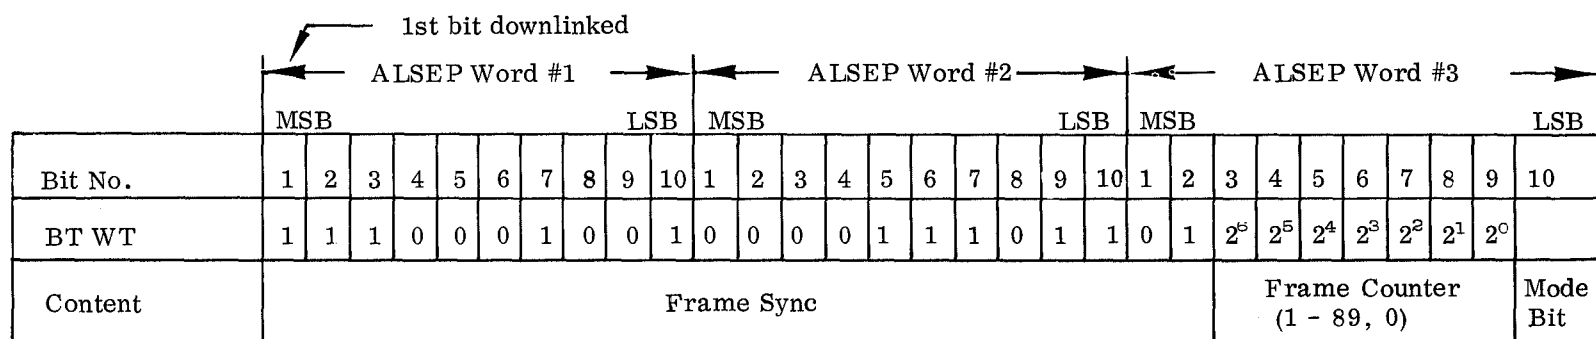 1st bit downlinked
ALSEP Word #1 ALSEP Word #2 ALSEP Word #3
MSB LSB MSB LSB MSB LSB
Bit No. 1 2 3 4 5 6 7 8 9 10 1 2 3 4 5 6 7 8 9 10 1 2 3 4 5 6 7 8 9 10
BT WT 1 1 1 0 0 0 1 0 0 1 0 0 0 0 1 1 1 0 1 1 0 1 2⁶ 2⁵ 2⁴ 2³ 2² 2¹ 2⁰
Content Frame Sync Frame Counter Mode
(1 - 89, 0) Bit